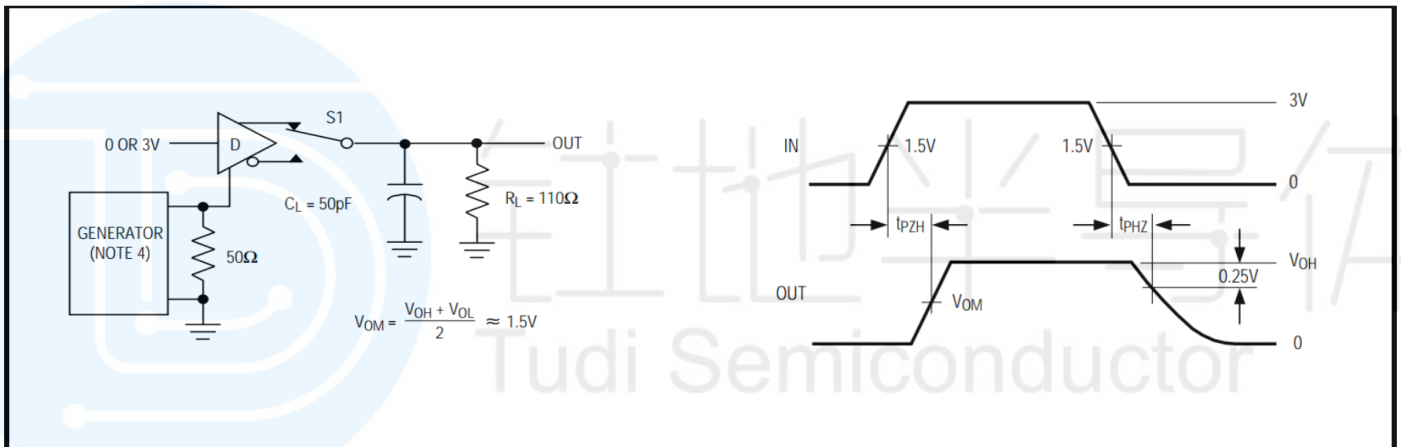 S1
0 OR 3V
D
OUT
C_L = 50pF
R_L = 110Ω
GENERATOR
(NOTE 4)
50Ω
V_OM = (V_OH + V_OL) / 2 ≈ 1.5V
3V
IN
1.5V
1.5V
0
t_PZH
t_PHZ
V_OH
0.25V
OUT
V_OM
0
Tudi Semiconductor